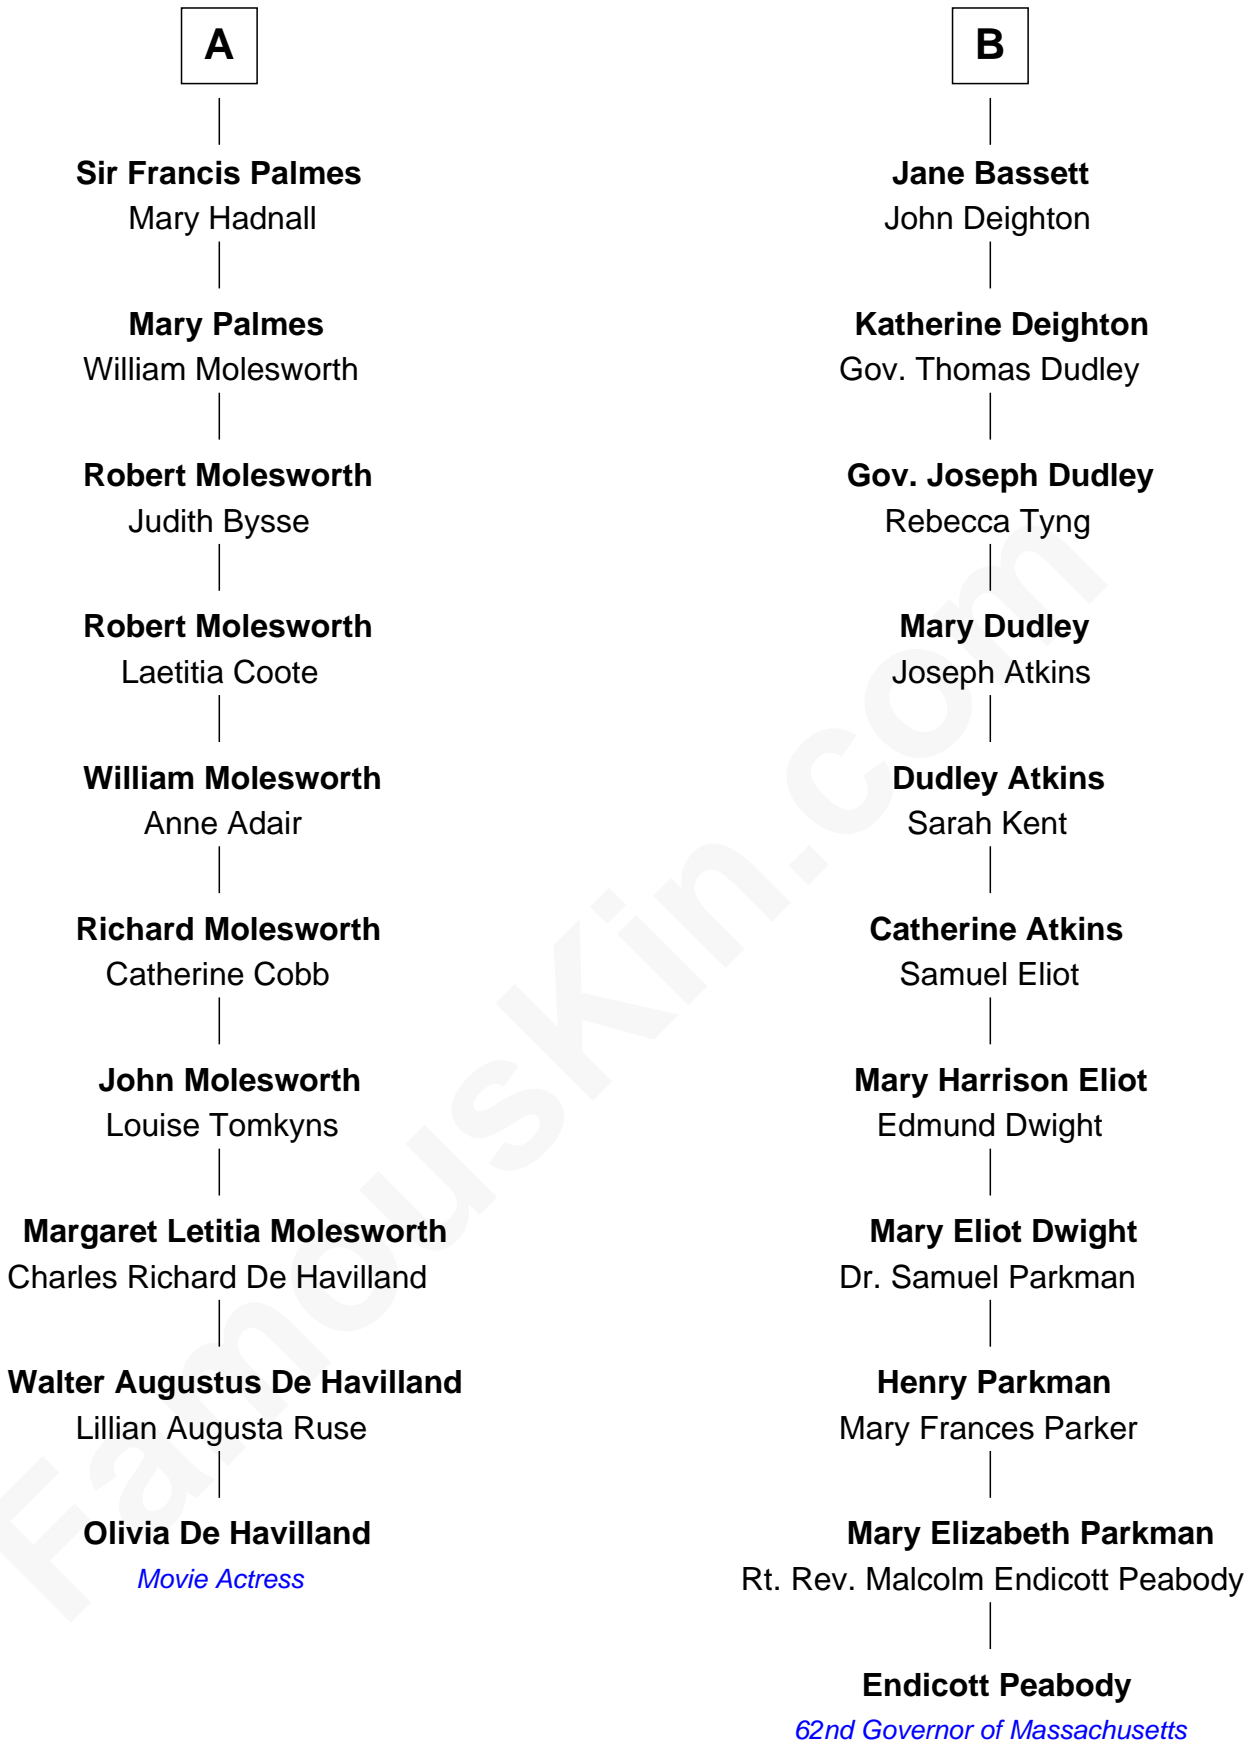 A
Sir Francis Palmes
Mary Hadnall
Mary Palmes
William Molesworth
Robert Molesworth
Judith Bysse
Robert Molesworth
Laetitia Coote
William Molesworth
Anne Adair
Richard Molesworth
Catherine Cobb
John Molesworth
Louise Tomkyns
Margaret Letitia Molesworth
Charles Richard De Havilland
Walter Augustus De Havilland
Lillian Augusta Ruse
Olivia De Havilland
Movie Actress
B
Jane Bassett
John Deighton
Katherine Deighton
Gov. Thomas Dudley
Gov. Joseph Dudley
Rebecca Tyng
Mary Dudley
Joseph Atkins
Dudley Atkins
Sarah Kent
Catherine Atkins
Samuel Eliot
Mary Harrison Eliot
Edmund Dwight
Mary Eliot Dwight
Dr. Samuel Parkman
Henry Parkman
Mary Frances Parker
Mary Elizabeth Parkman
Rt. Rev. Malcolm Endicott Peabody
Endicott Peabody
62nd Governor of Massachusetts
FamousKin.com